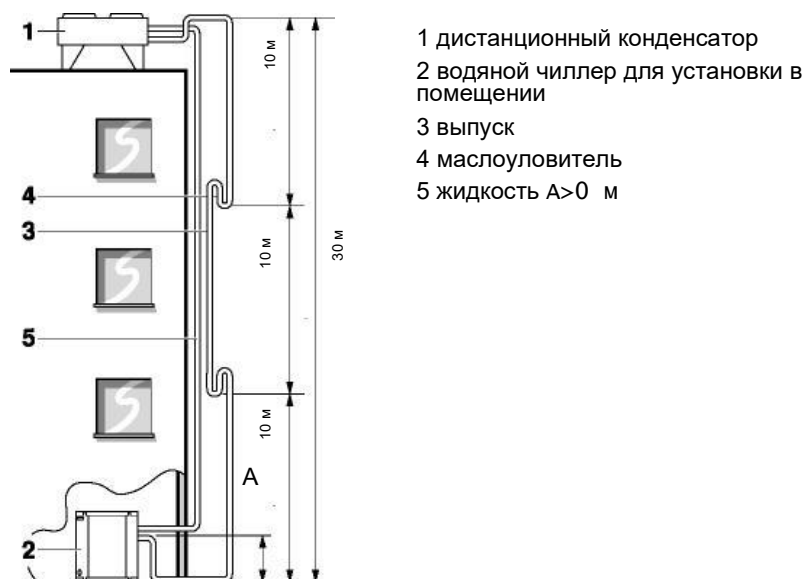 1
10 м
30 м
4
3
10 м
5
10 м
A
2
1 дистанционный конденсатор
2 водяной чиллер для установки в
помещении
3 выпуск
4 маслоуловитель
5 жидкость A>0 м